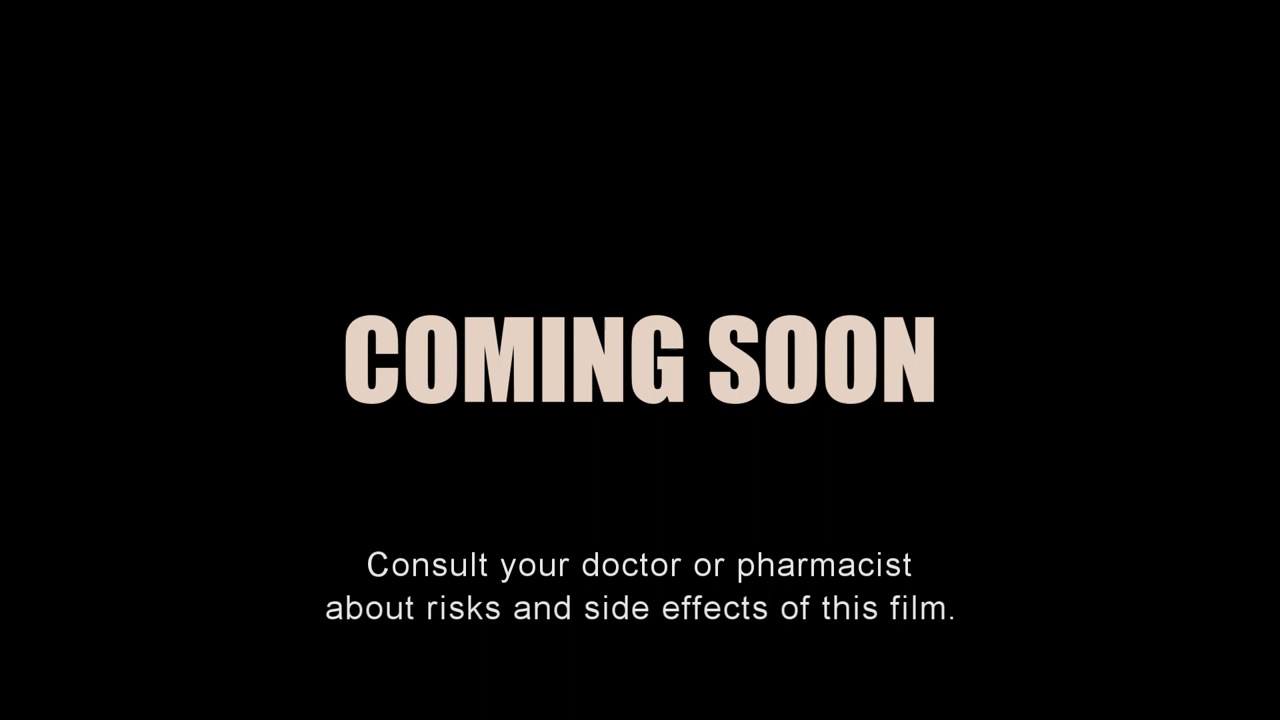 COMING SOON
Consult your doctor or pharmacist
about risks and side effects of this film.